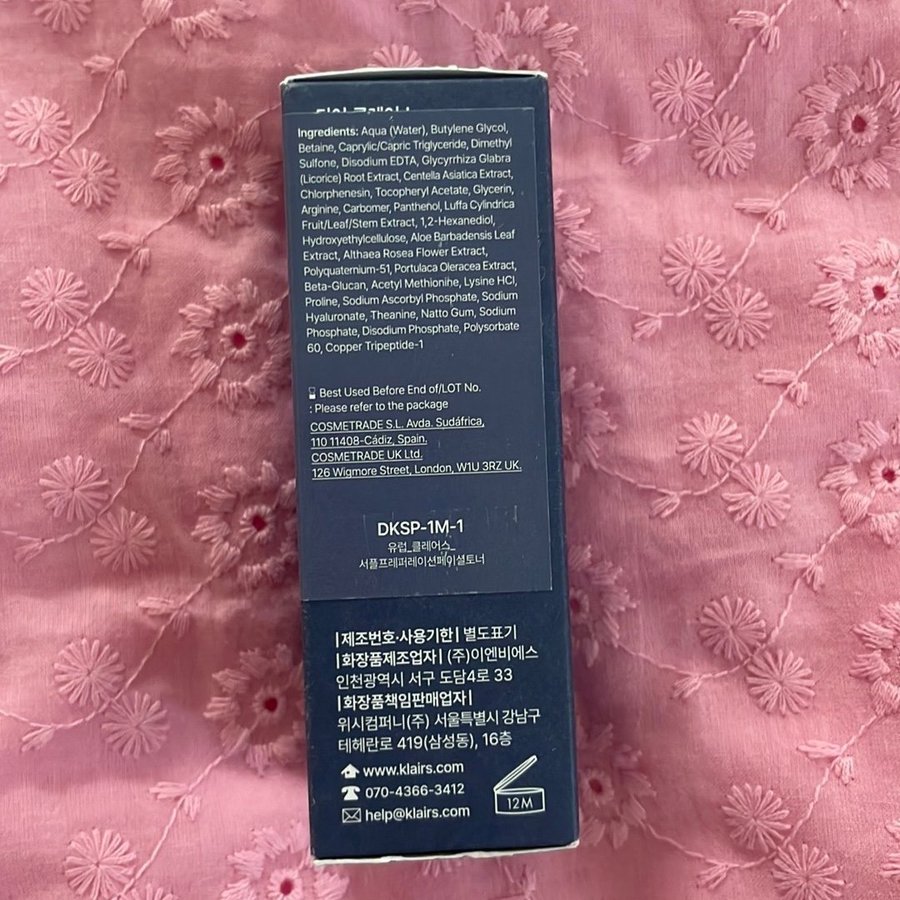 Ingredients: Aqua (Water), Butylene Glycol,
Betaine, Caprylic/Capric Triglyceride, Dimethyl
Sulfone, Disodium EDTA, Glycyrrhiza Glabra
(Licorice) Root Extract, Centella Asiatica Extract,
Chlorphenesin, Tocopheryl Acetate, Glycerin,
Arginine, Carbomer, Panthenol, Luffa Cylindrica
Fruit/Leaf/Stem Extract, 1,2-Hexanediol,
Hydroxyethylcellulose, Aloe Barbadensis Leaf
Extract, Althaea Rosea Flower Extract,
Polyquaternium-51, Portulaca Oleracea Extract,
Beta-Glucan, Acetyl Methionihe, Lysine HCl,
Proline, Sodium Ascorbyl Phosphate, Sodium
Hyaluronate, Theanine, Natto Gum, Sodium
Phosphate, Disodium Phosphate, Polysorbate
60, Copper Tripeptide-1
Best Used Before End of/LOT No.
: Please refer to the package
COSMETRADE S.L. Avda. Sudáfrica,
110 11408-Cádiz, Spain.
COSMETRADE UK Ltd.
126 Wigmore Street, London, W1U 3RZ UK.
DKSP-1M-1
유럽_클레어스_
서플프레퍼레이션페이셜토너
|제조번호·사용기한| 별도표기
|화장품제조업자| (주)이엔비에스
인천광역시 서구 도담4로 33
|화장품책임판매업자|
위시컴퍼니(주) 서울특별시 강남구
테헤란로 419(삼성동), 16층
www.klairs.com
070-4366-3412
help@klairs.com
12M